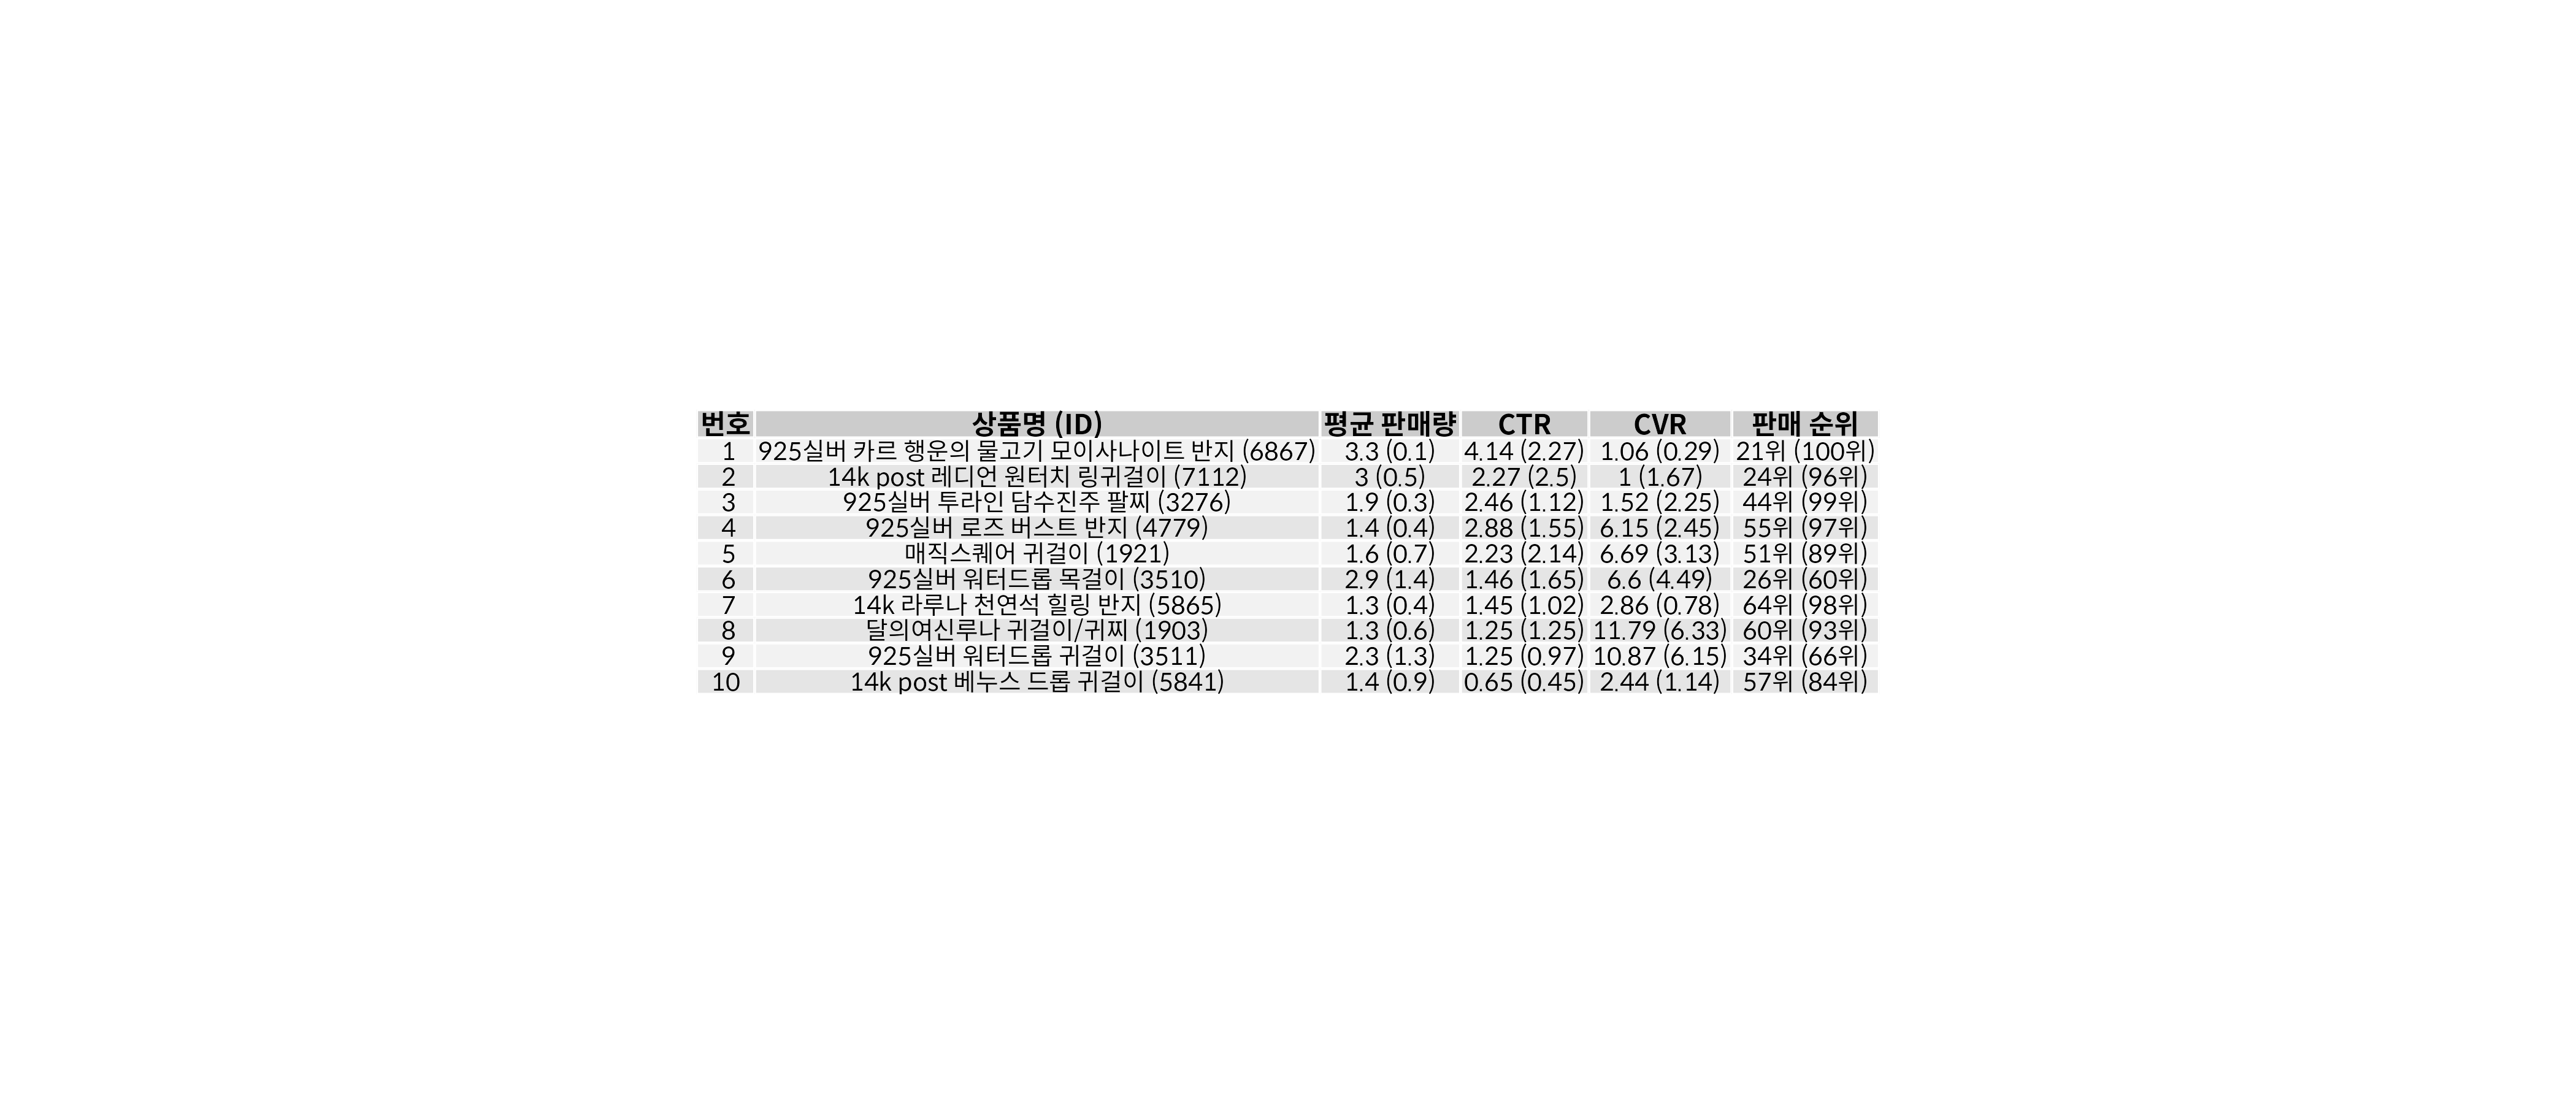 번호 상품명 (ID) 평균 판매량 CTR CVR 판매 순위
1 925실버 카르 행운의 물고기 모이사나이트 반지 (6867) 3.3 (0.1) 4.14 (2.27) 1.06 (0.29) 21위 (100위)
2 14k post 레디언 원터치 링귀걸이 (7112) 3 (0.5) 2.27 (2.5) 1 (1.67) 24위 (96위)
3 925실버 투라인 담수진주 팔찌 (3276) 1.9 (0.3) 2.46 (1.12) 1.52 (2.25) 44위 (99위)
4 925실버 로즈 버스트 반지 (4779) 1.4 (0.4) 2.88 (1.55) 6.15 (2.45) 55위 (97위)
5 매직스퀘어 귀걸이 (1921) 1.6 (0.7) 2.23 (2.14) 6.69 (3.13) 51위 (89위)
6 925실버 워터드롭 목걸이 (3510) 2.9 (1.4) 1.46 (1.65) 6.6 (4.49) 26위 (60위)
7 14k 라루나 천연석 힐링 반지 (5865) 1.3 (0.4) 1.45 (1.02) 2.86 (0.78) 64위 (98위)
8 달의여신루나 귀걸이/귀찌 (1903) 1.3 (0.6) 1.25 (1.25) 11.79 (6.33) 60위 (93위)
9 925실버 워터드롭 귀걸이 (3511) 2.3 (1.3) 1.25 (0.97) 10.87 (6.15) 34위 (66위)
10 14k post 베누스 드롭 귀걸이 (5841) 1.4 (0.9) 0.65 (0.45) 2.44 (1.14) 57위 (84위)